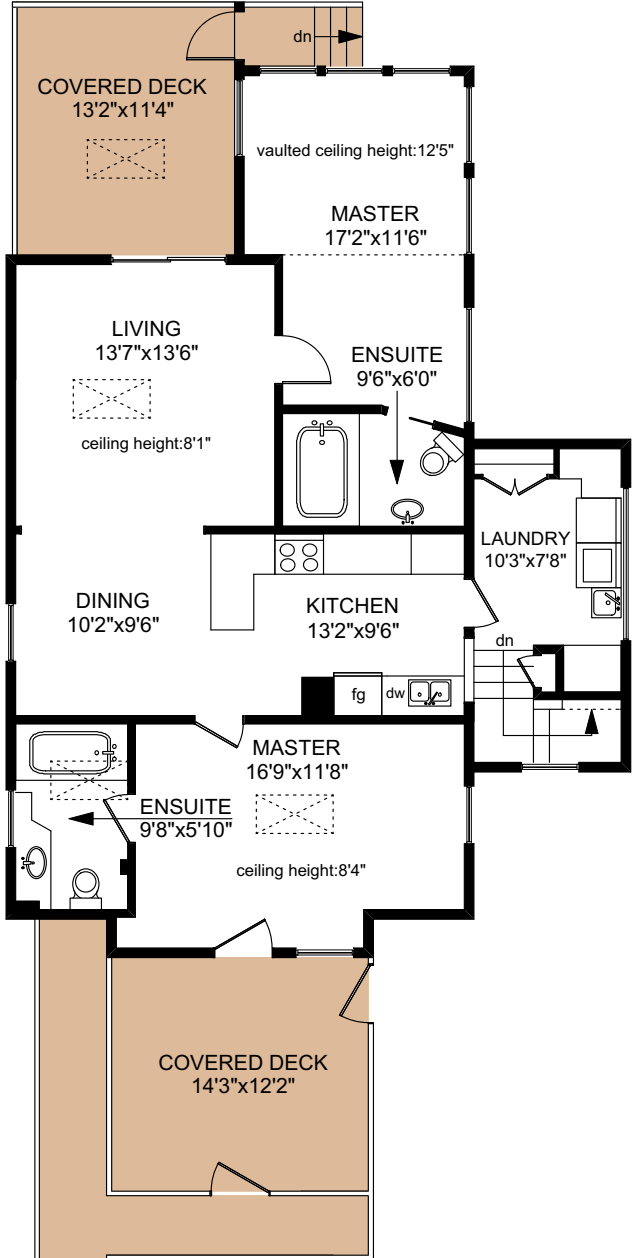 dn
COVERED DECK
13'2"x11'4"
vaulted ceiling height:12'5"
MASTER
17'2"x11'6"
LIVING
13'7"x13'6"
ENSUITE
9'6"x6'0"
ceiling height:8'1"
LAUNDRY
10'3"x7'8"
DINING
10'2"x9'6"
KITCHEN
13'2"x9'6"
dn
fg
dw
MASTER
16'9"x11'8"
ENSUITE
9'8"x5'10"
ceiling height:8'4"
COVERED DECK
14'3"x12'2"